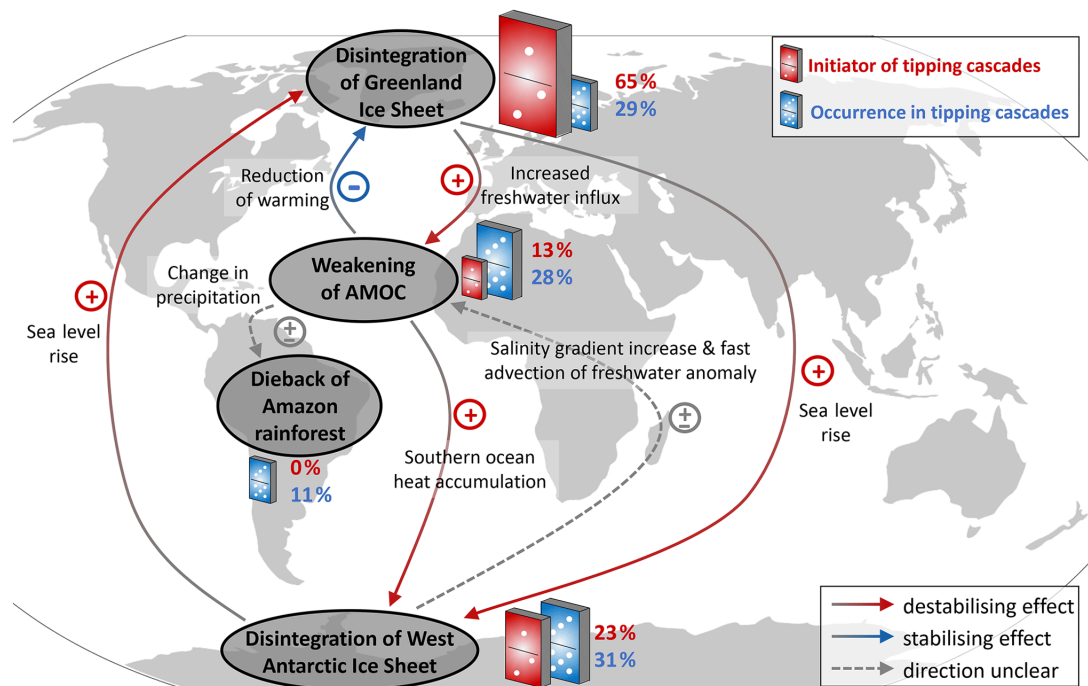 Disintegration
of Greenland
Ice Sheet
65%
29%
Initiator of tipping cascades
Occurrence in tipping cascades
Reduction
of warming
−
+
Increased
freshwater influx
Weakening
of AMOC
13%
28%
Change in
precipitation
±
+
Sea level
rise
Salinity gradient increase & fast
advection of freshwater anomaly
±
+
Sea level
rise
Dieback of
Amazon
rainforest
0%
11%
+
Southern ocean
heat accumulation
Disintegration of West
Antarctic Ice Sheet
23%
31%
destabilising effect
stabilising effect
direction unclear